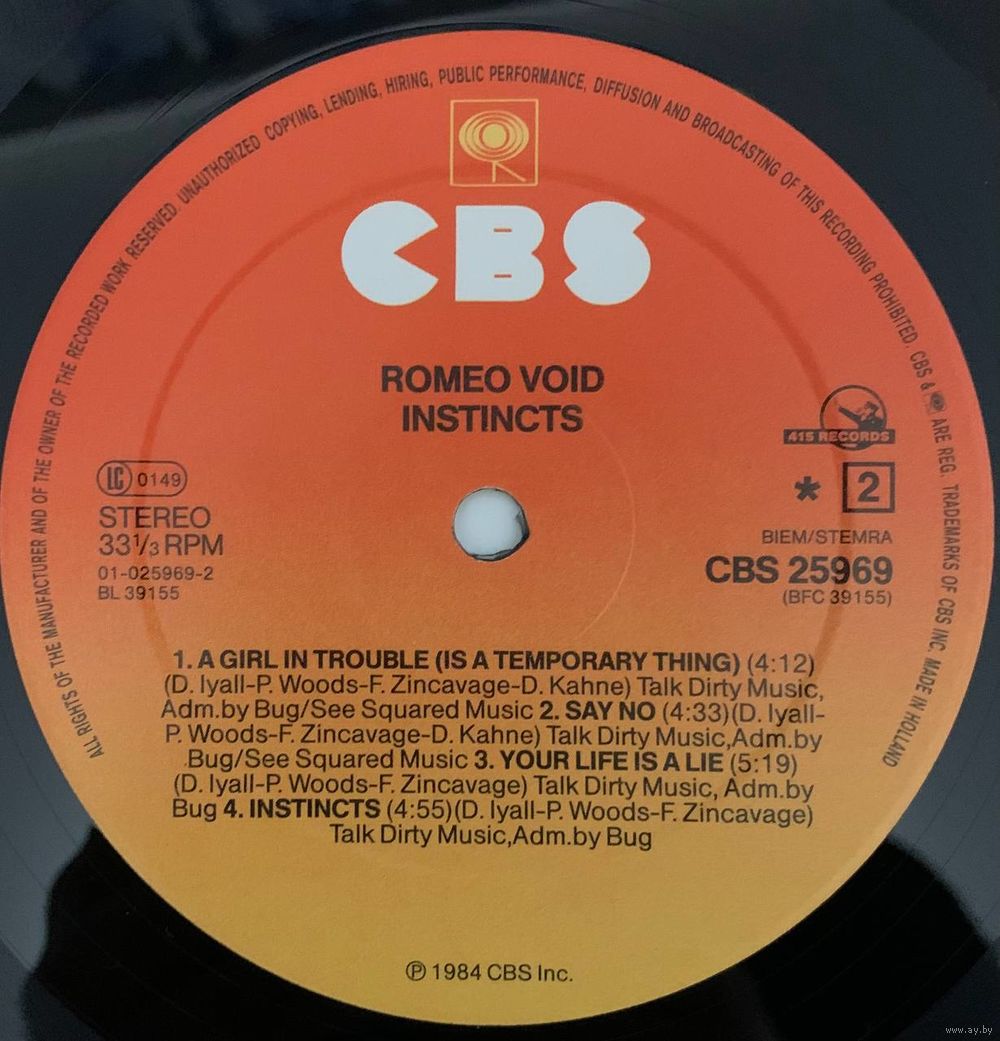 ALL RIGHTS OF THE MANUFACTURER AND OF THE OWNER OF THE RECORDED WORK RESERVED. UNAUTHORIZED COPYING, LENDING, HIRING, PUBLIC PERFORMANCE, DIFFUSION AND BROADCASTING OF THIS RECORDING PROHIBITED. CBS & ARE REG. TRADEMARKS OF CBS INC. MADE IN HOLLAND
CBS
ROMEO VOID
INSTINCTS
415 RECORDS
LC 0149
* 2
STEREO
33 1/3 RPM
01-025969-2
BL 39155
BIEM/STEMRA
CBS 25969
(BFC 39155)
1. A GIRL IN TROUBLE (IS A TEMPORARY THING) (4:12)
(D. Iyall-P. Woods-F. Zincavage-D. Kahne) Talk Dirty Music,
Adm.by Bug/See Squared Music 2. SAY NO (4:33)(D. Iyall-
P. Woods-F. Zincavage-D. Kahne) Talk Dirty Music,Adm.by
Bug/See Squared Music 3. YOUR LIFE IS A LIE (5:19)
(D. Iyall-P. Woods-F. Zincavage) Talk Dirty Music, Adm.by
Bug 4. INSTINCTS (4:55)(D. Iyall-P. Woods-F. Zincavage)
Talk Dirty Music,Adm.by Bug
℗ 1984 CBS Inc.
www.ay.by